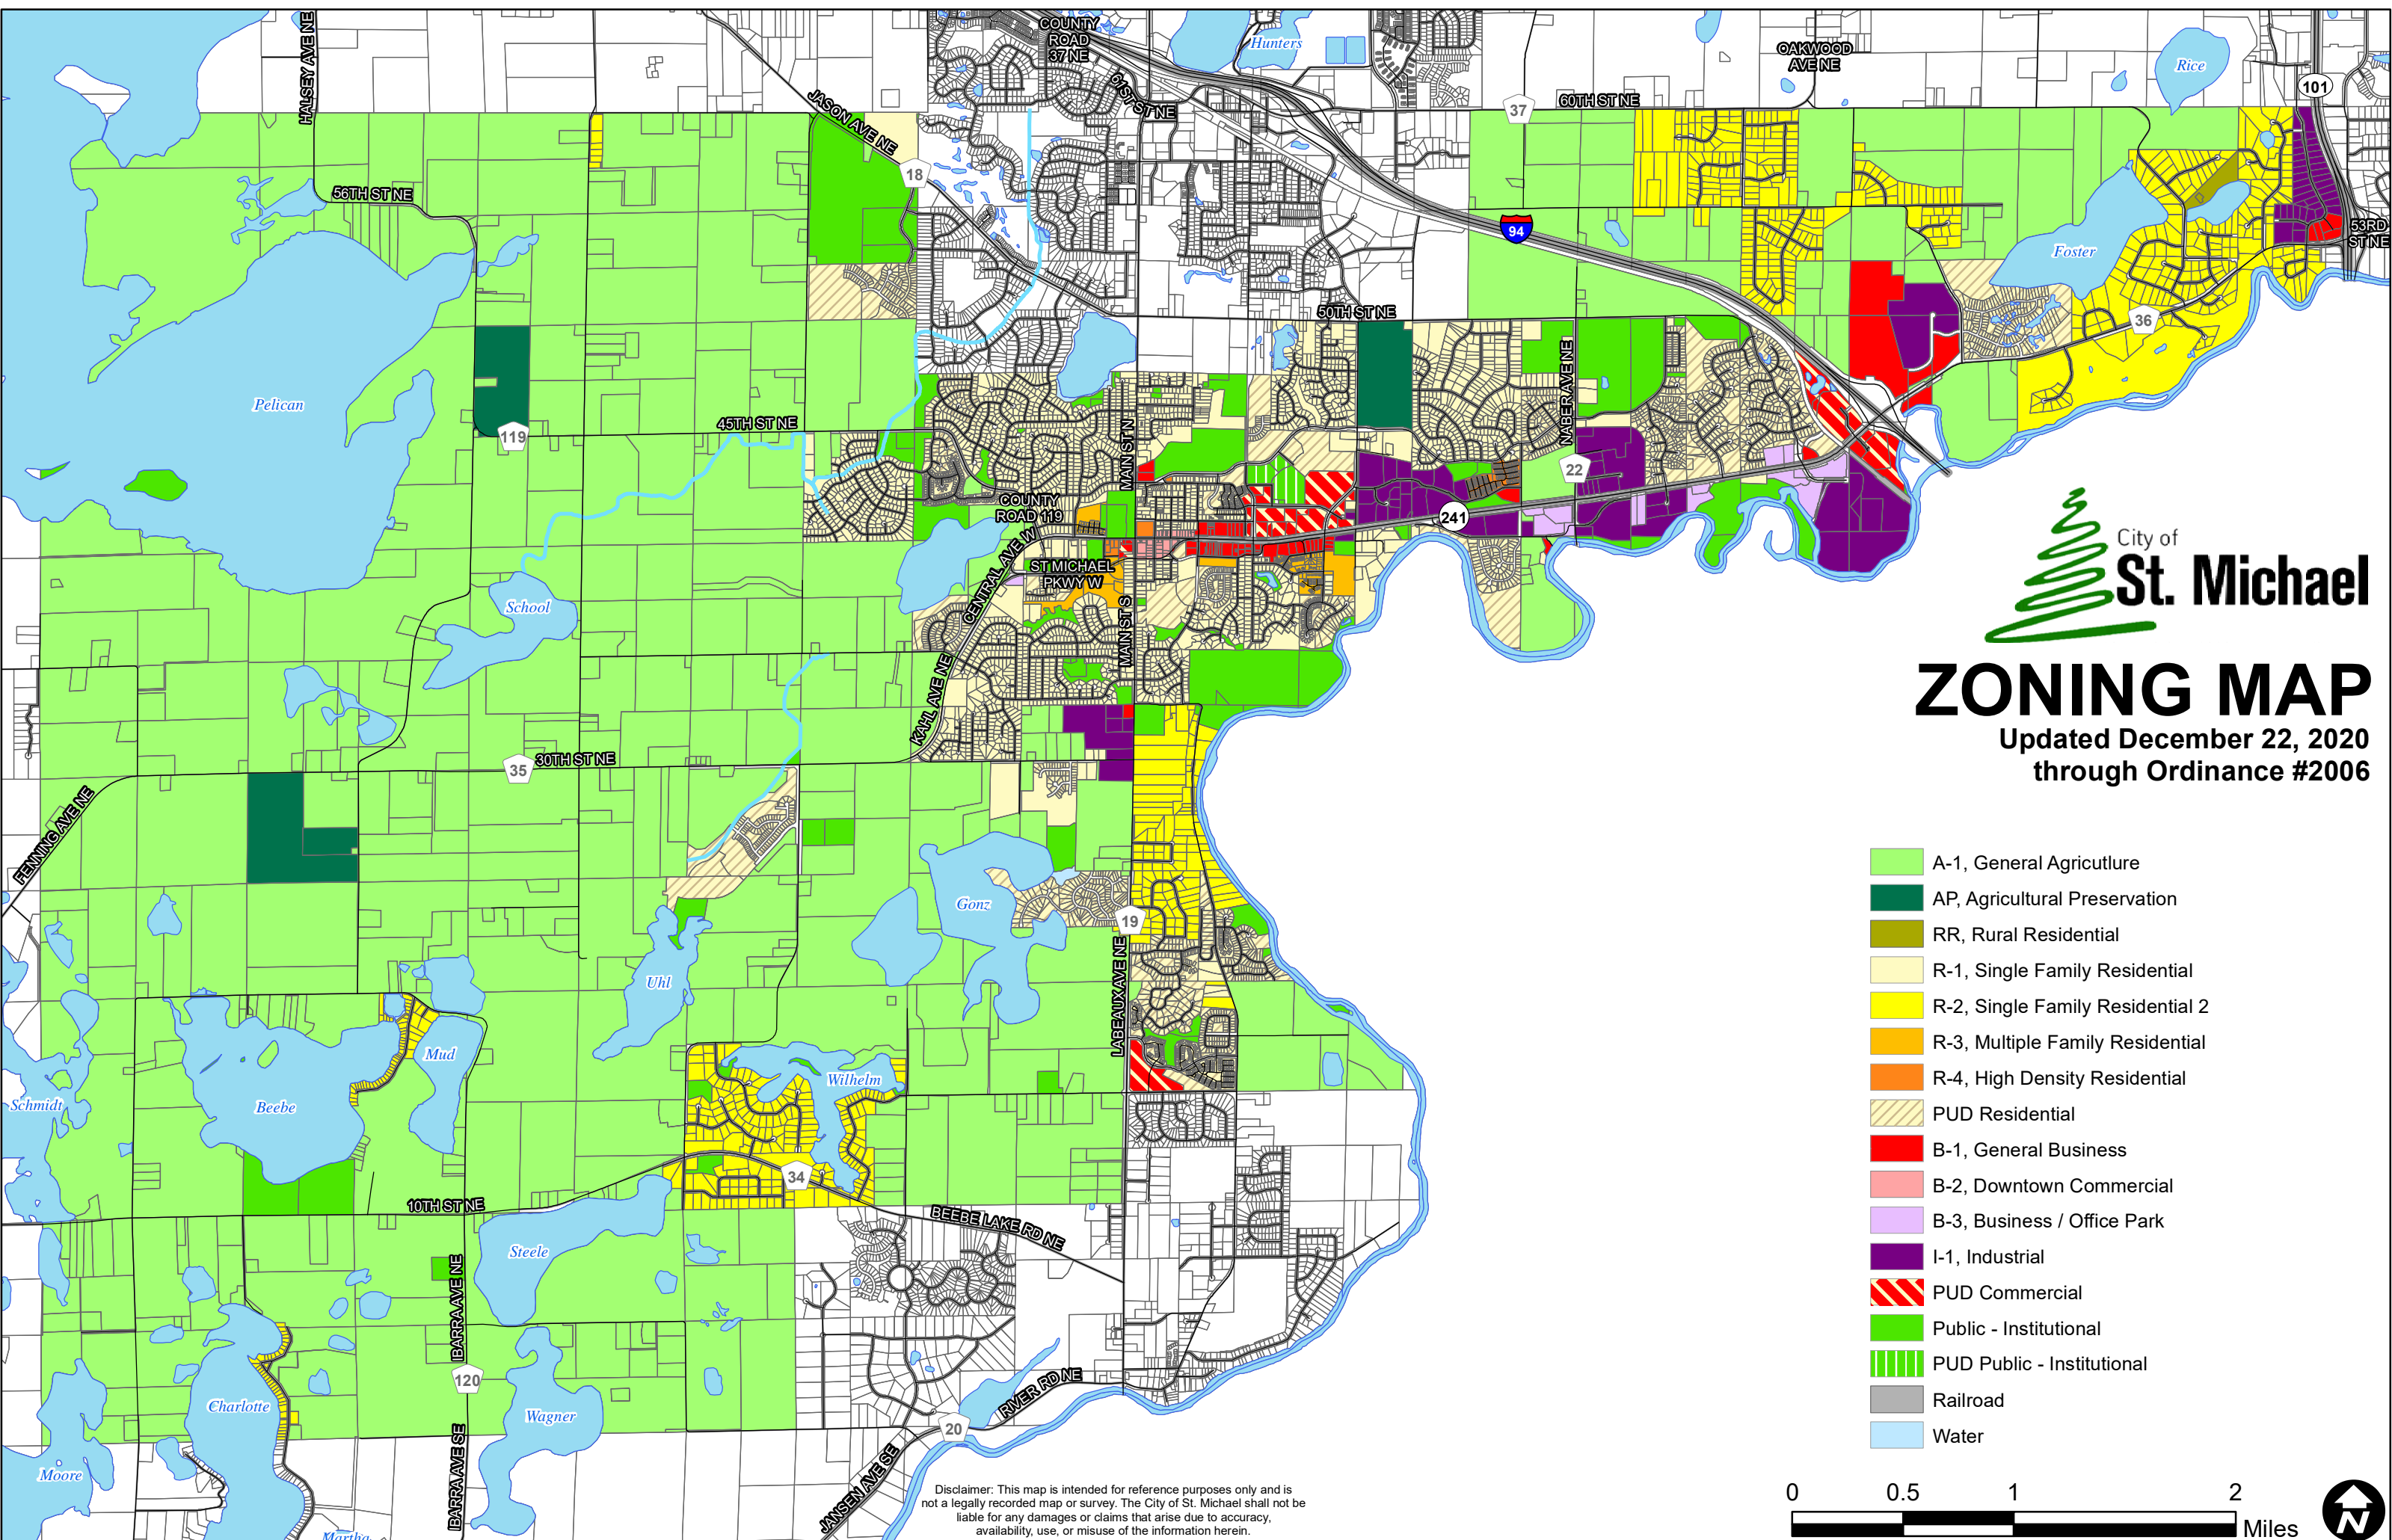 HALSEY AVE NE
COUNTY
ROAD
37 NE
Hunters
OAKWOOD
AVE NE
Rice
101
61ST ST NE
JASON AVE NE
37
60TH ST NE
18
56TH ST NE
94
53RD
ST NE
Foster
50TH ST NE
36
Pelican
NABER AVE NE
119
45TH ST NE
MAIN ST N
22
COUNTY
ROAD 119
241
CENTRAL AVE W
ST MICHAEL
PKWY W
School
MAIN ST S
KAHL AVE NE
City of
St. Michael
ZONING MAP
Updated December 22, 2020
through Ordinance #2006
35
30TH ST NE
FENNING AVE NE
Gonz
19
Uhl
LABEAUX AVE NE
Mud
Wilhelm
Schmidt
Beebe
34
10TH ST NE
BEEBE LAKE RD NE
Steele
IBARRA AVE NE
120
Charlotte
Wagner
RIVER RD NE
20
Moore
IBARRA AVE SE
JANSEN AVE SE
Martha
A-1, General Agricutlure
AP, Agricultural Preservation
RR, Rural Residential
R-1, Single Family Residential
R-2, Single Family Residential 2
R-3, Multiple Family Residential
R-4, High Density Residential
PUD Residential
B-1, General Business
B-2, Downtown Commercial
B-3, Business / Office Park
I-1, Industrial
PUD Commercial
Public - Institutional
PUD Public - Institutional
Railroad
Water
Disclaimer: This map is intended for reference purposes only and is
not a legally recorded map or survey. The City of St. Michael shall not be
liable for any damages or claims that arise due to accuracy,
availability, use, or misuse of the information herein.
0 0.5 1 2
Miles
N